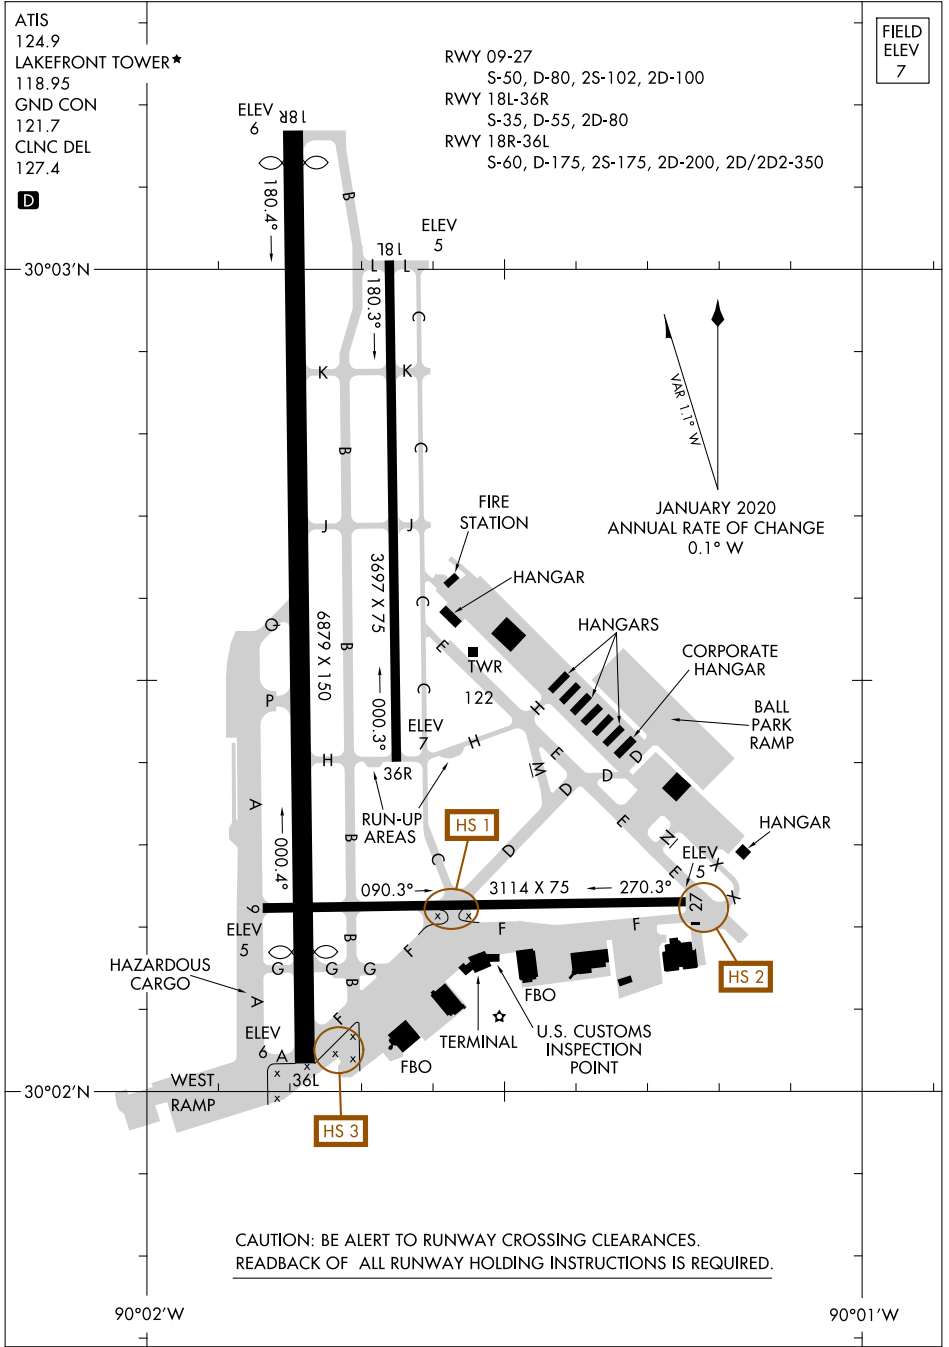 ATIS
124.9
LAKEFRONT TOWER★
118.95
GND CON
121.7
CLNC DEL
127.4
D
RWY 09-27
S-50, D-80, 2S-102, 2D-100
RWY 18L-36R
S-35, D-55, 2D-80
RWY 18R-36L
S-60, D-175, 2S-175, 2D-200, 2D/2D2-350
FIELD
ELEV
7
ELEV
6
18R
180.4°
B
ELEV
5
18L
30°03'N
L
L
180.3°
C
K
K
VAR 1.1° W
B
C
JANUARY 2020
ANNUAL RATE OF CHANGE
0.1° W
FIRE
STATION
J
J
HANGAR
3697 X 75
C
Q
6879 X 150
B
E
TWR
122
HANGARS
CORPORATE
HANGAR
P
000.3°
C
H
BALL
PARK
RAMP
ELEV
7
H
H
E
D
36R
M
D
D
A
RUN-UP
AREAS
HS 1
E
N
HANGAR
000.4°
B
C
D
ELEV
5
X
E
9
090.3°
3114 X 75
270.3°
27
X
x
x
ELEV
5
F
F
F
B
HAZARDOUS
CARGO
G
G
G
B
HS 2
A
FBO
F
TERMINAL
U.S. CUSTOMS
INSPECTION
POINT
ELEV
6
A
x
x
x
FBO
WEST
RAMP
x
x
x
36L
30°02'N
HS 3
CAUTION: BE ALERT TO RUNWAY CROSSING CLEARANCES.
READBACK OF ALL RUNWAY HOLDING INSTRUCTIONS IS REQUIRED.
90°02'W
90°01'W